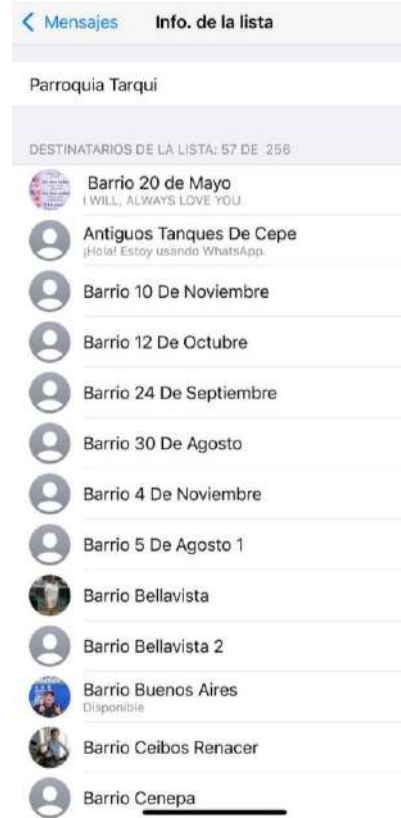 Mensajes Info. de la lista
Parroquia Tarqui
DESTINATARIOS DE LA LISTA: 57 DE 256
Barrio 20 de Mayo
I WILL, ALWAYS LOVE YOU
Antiguos Tanques De Cepe
¡Hola! Estoy usando WhatsApp.
Barrio 10 De Noviembre
Barrio 12 De Octubre
Barrio 24 De Septiembre
Barrio 30 De Agosto
Barrio 4 De Noviembre
Barrio 5 De Agosto 1
Barrio Bellavista
Barrio Bellavista 2
Barrio Buenos Aires
Disponible
Barrio Ceibos Renacer
Barrio Cenepa